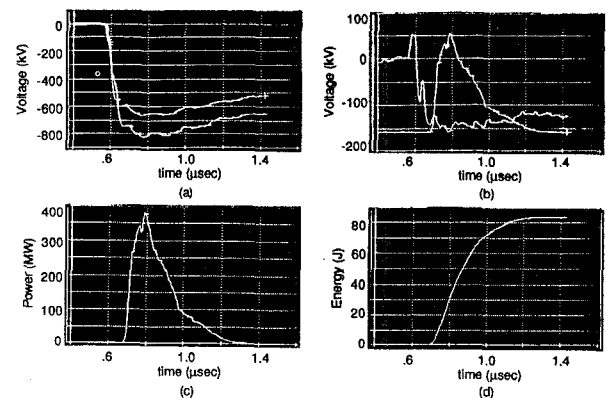 0
-200
-400
-600
-800
Voltage (kV)
.6 1.0 1.4
time (μsec)
(a)
100
50
0
-100
-200
Voltage (kV)
.6 1.0 1.4
time (μsec)
(b)
400
300
200
100
0
Power (MW)
.6 1.0 1.4
time (μsec)
(c)
80
60
40
20
0
Energy (J)
.6 1.0 1.4
time (μsec)
(d)